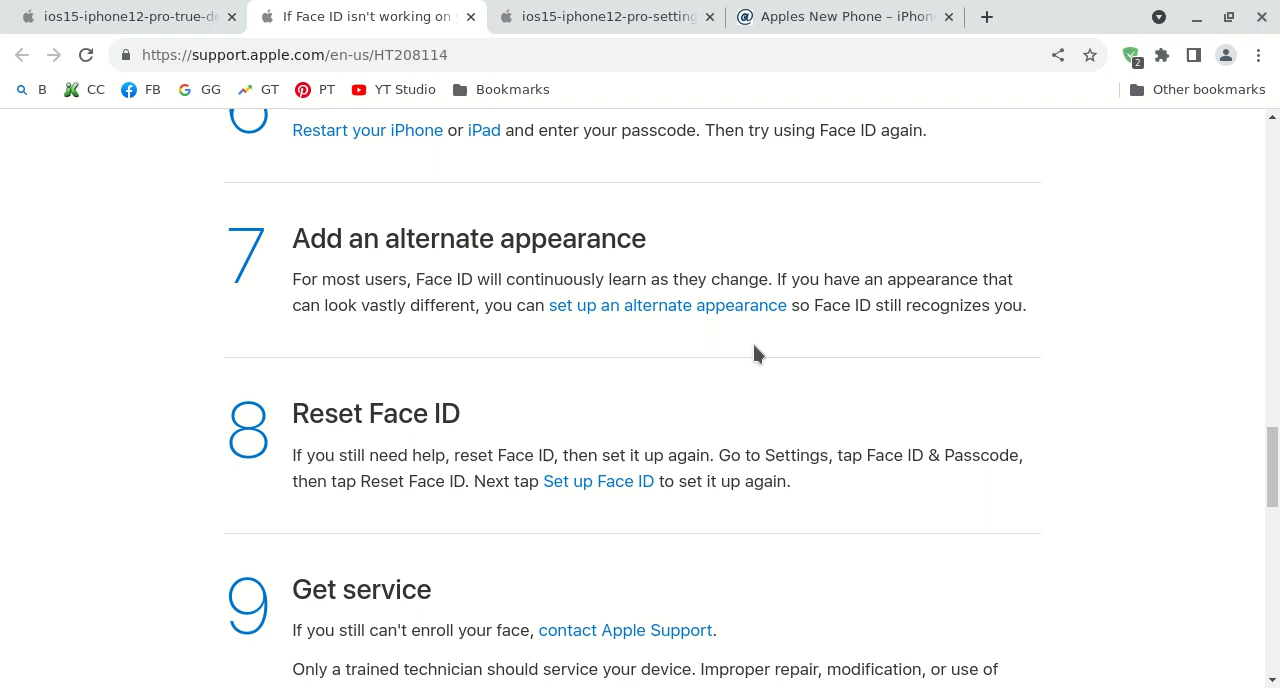 ios15-iphone12-pro-true-de
If Face ID isn't working on
ios15-iphone12-pro-setting
Apples New Phone – iPhon
https://support.apple.com/en-us/HT208114
2
B
CC
FB
GG
GT
PT
YT Studio
Bookmarks
Other bookmarks
6
Restart your iPhone or iPad and enter your passcode. Then try using Face ID again.
7
Add an alternate appearance
For most users, Face ID will continuously learn as they change. If you have an appearance that
can look vastly different, you can set up an alternate appearance so Face ID still recognizes you.
8
Reset Face ID
If you still need help, reset Face ID, then set it up again. Go to Settings, tap Face ID & Passcode,
then tap Reset Face ID. Next tap Set up Face ID to set it up again.
9
Get service
If you still can't enroll your face, contact Apple Support.
Only a trained technician should service your device. Improper repair, modification, or use of